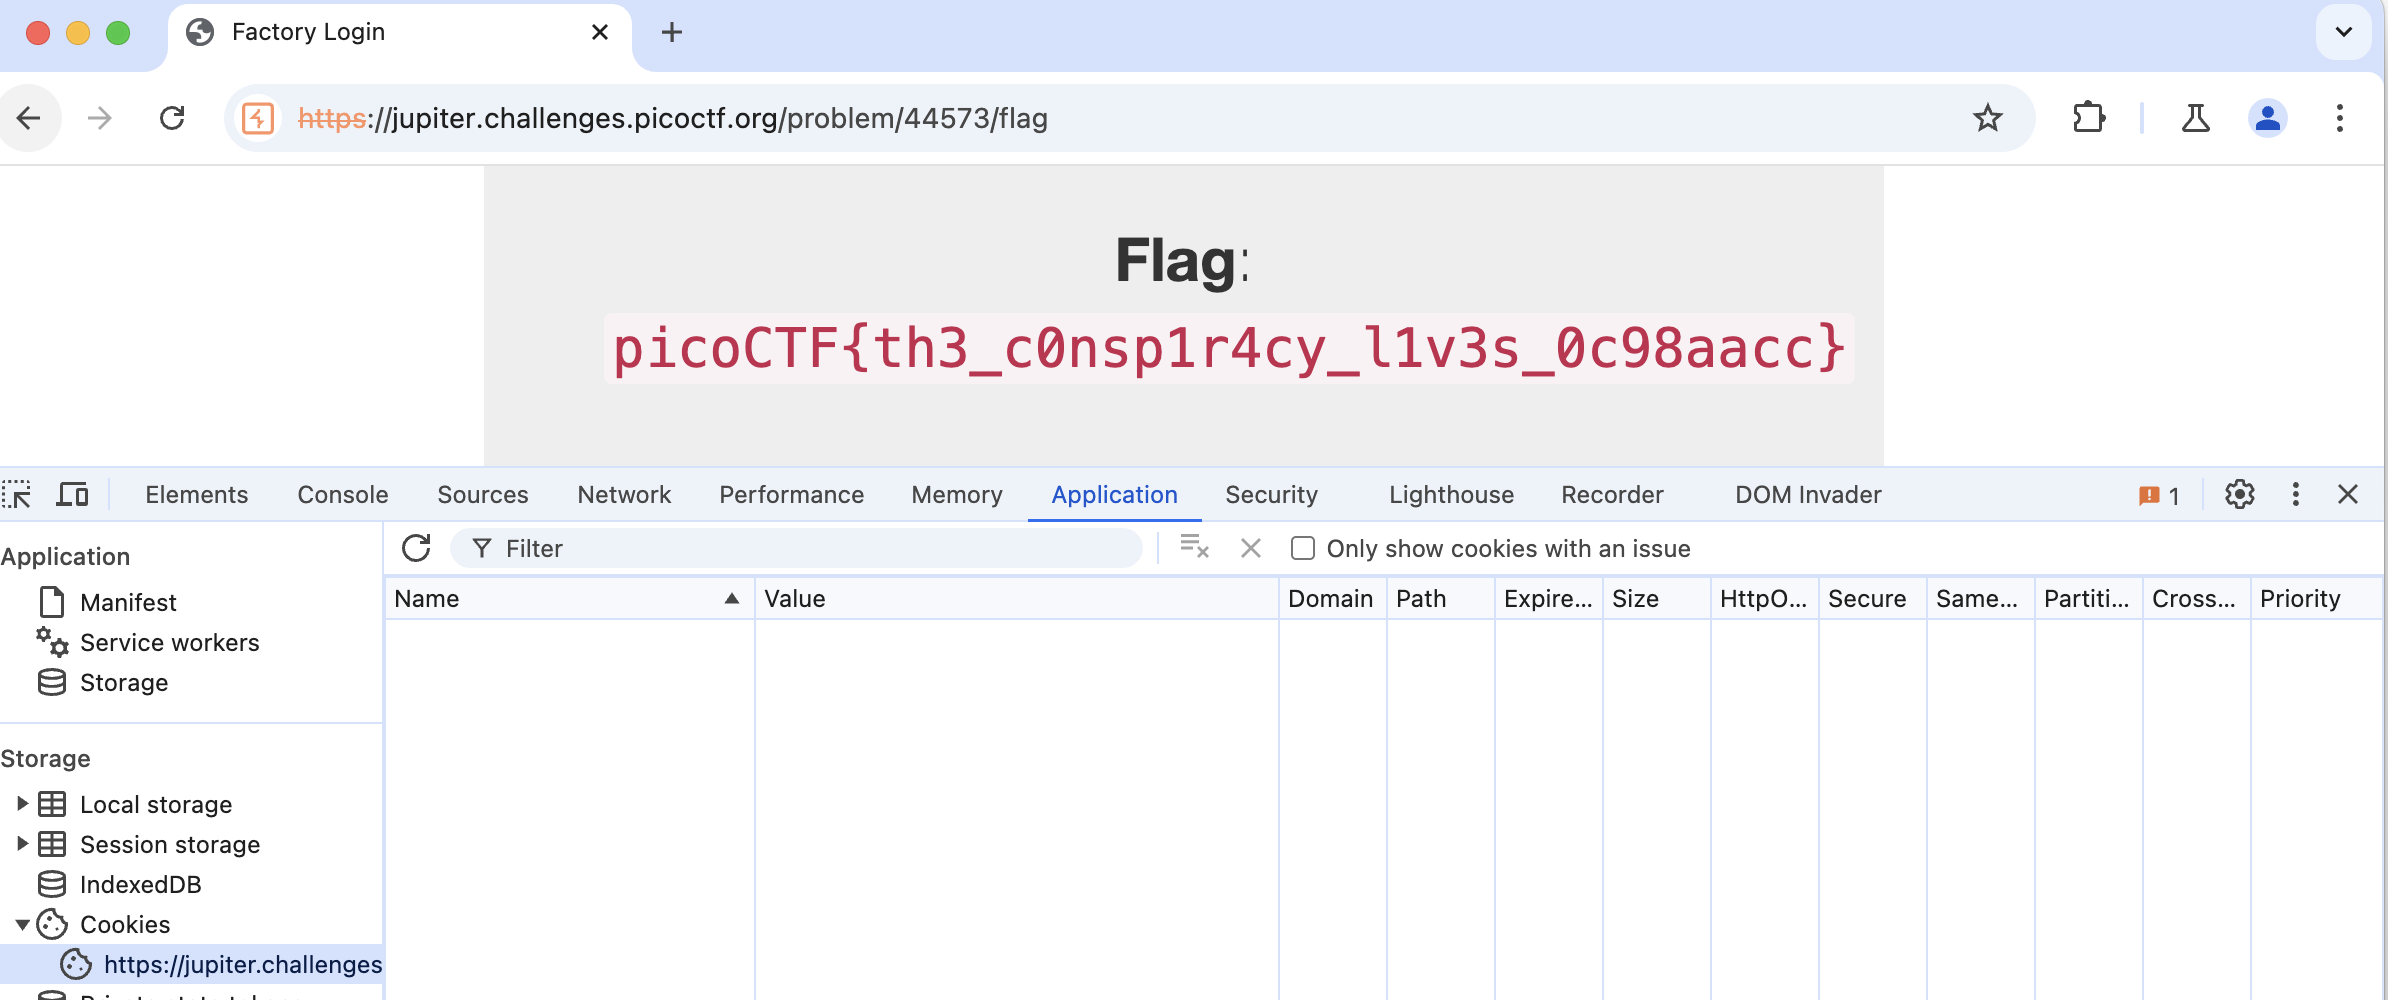 Factory Login
https://jupiter.challenges.picoctf.org/problem/44573/flag
Flag:
picoCTF{th3_c0nsp1r4cy_l1v3s_0c98aacc}
Elements Console Sources Network Performance Memory Application Security Lighthouse Recorder DOM Invader 1
Application
Filter Only show cookies with an issue
Name Value Domain Path Expire... Size HttpO... Secure Same... Partiti... Cross... Priority
Manifest
Service workers
Storage
Storage
Local storage
Session storage
IndexedDB
Cookies
https://jupiter.challenges